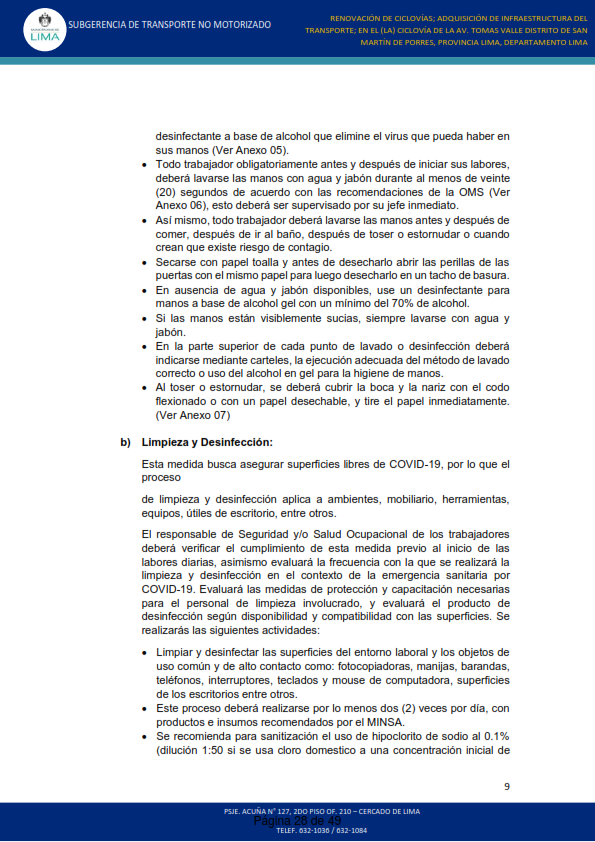 LIMA
SUBGERENCIA DE TRANSPORTE NO MOTORIZADO
RENOVACIÓN DE CICLOVÍAS; ADQUISICIÓN DE INFRAESTRUCTURA DEL
TRANSPORTE; EN EL (LA) CICLOVÍA DE LA AV. TOMAS VALLE DISTRITO DE SAN
MARTÍN DE PORRES, PROVINCIA LIMA, DEPARTAMENTO LIMA
desinfectante a base de alcohol que elimine el virus que pueda haber en
sus manos (Ver Anexo 05).
• Todo trabajador obligatoriamente antes y después de iniciar sus labores,
deberá lavarse las manos con agua y jabón durante al menos de veinte
(20) segundos de acuerdo con las recomendaciones de la OMS (Ver
Anexo 06), esto deberá ser supervisado por su jefe inmediato.
• Así mismo, todo trabajador deberá lavarse las manos antes y después de
comer, después de ir al baño, después de toser o estornudar o cuando
crean que existe riesgo de contagio.
• Secarse con papel toalla y antes de desecharlo abrir las perillas de las
puertas con el mismo papel para luego desecharlo en un tacho de basura.
• En ausencia de agua y jabón disponibles, use un desinfectante para
manos a base de alcohol gel con un mínimo del 70% de alcohol.
• Si las manos están visiblemente sucias, siempre lavarse con agua y
jabón.
• En la parte superior de cada punto de lavado o desinfección deberá
indicarse mediante carteles, la ejecución adecuada del método de lavado
correcto o uso del alcohol en gel para la higiene de manos.
• Al toser o estornudar, se deberá cubrir la boca y la nariz con el codo
flexionado o con un papel desechable, y tire el papel inmediatamente.
(Ver Anexo 07)
b) Limpieza y Desinfección:
Esta medida busca asegurar superficies libres de COVID-19, por lo que el
proceso
de limpieza y desinfección aplica a ambientes, mobiliario, herramientas,
equipos, útiles de escritorio, entre otros.
El responsable de Seguridad y/o Salud Ocupacional de los trabajadores
deberá verificar el cumplimiento de esta medida previo al inicio de las
labores diarias, asimismo evaluará la frecuencia con la que se realizará la
limpieza y desinfección en el contexto de la emergencia sanitaria por
COVID-19. Evaluará las medidas de protección y capacitación necesarias
para el personal de limpieza involucrado, y evaluará el producto de
desinfección según disponibilidad y compatibilidad con las superficies. Se
realizarás las siguientes actividades:
• Limpiar y desinfectar las superficies del entorno laboral y los objetos de
uso común y de alto contacto como: fotocopiadoras, manijas, barandas,
teléfonos, interruptores, teclados y mouse de computadora, superficies
de los escritorios entre otros.
• Este proceso deberá realizarse por lo menos dos (2) veces por día, con
productos e insumos recomendados por el MINSA.
• Se recomienda para sanitización el uso de hipoclorito de sodio al 0.1%
(dilución 1:50 si se usa cloro domestico a una concentración inicial de
9
PSJE. ACUÑA N° 127, 2DO PISO OF. 210 – CERCADO DE LIMA
Página 28 de 49
TELEF. 632-1036 / 632-1084